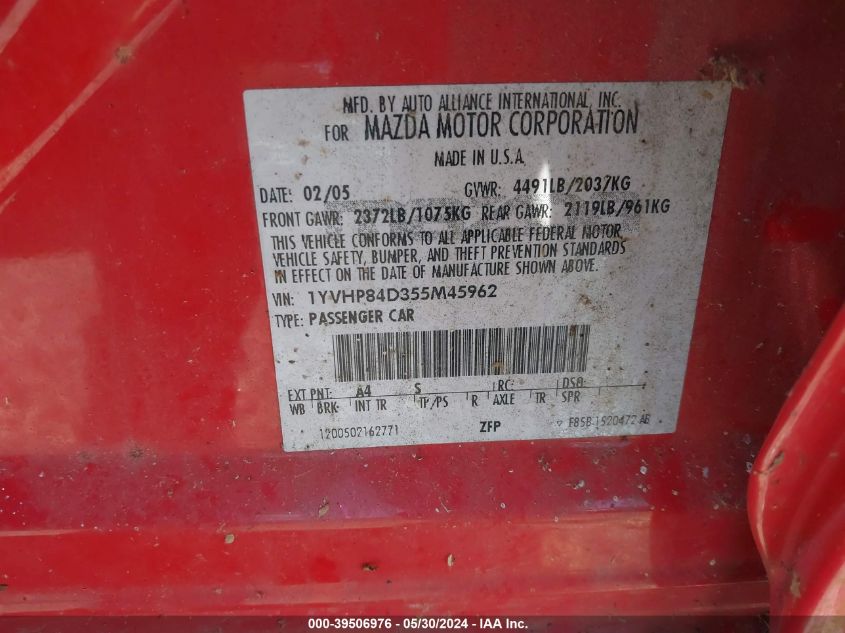 MFD. BY AUTO ALLIANCE INTERNATIONAL, INC.
FOR MAZDA MOTOR CORPORATION
MADE IN U.S.A.
DATE: 02/05 GVWR: 4491LB/2037KG
FRONT GAWR: 2372LB/1075KG REAR GAWR: 2119LB/961KG
THIS VEHICLE CONFORMS TO ALL APPLICABLE FEDERAL MOTOR
VEHICLE SAFETY, BUMPER, AND THEFT PREVENTION STANDARDS
IN EFFECT ON THE DATE OF MANUFACTURE SHOWN ABOVE.
VIN: 1YVHP84D355M45962
TYPE: PASSENGER CAR
EXT PNT: A4 S RC: DSO:
WB BRK INT TR TP/PS R AXLE TR SPR
1200502162771 ZFP F85B-1520472-AB
000-39506976 - 05/30/2024 - IAA Inc.